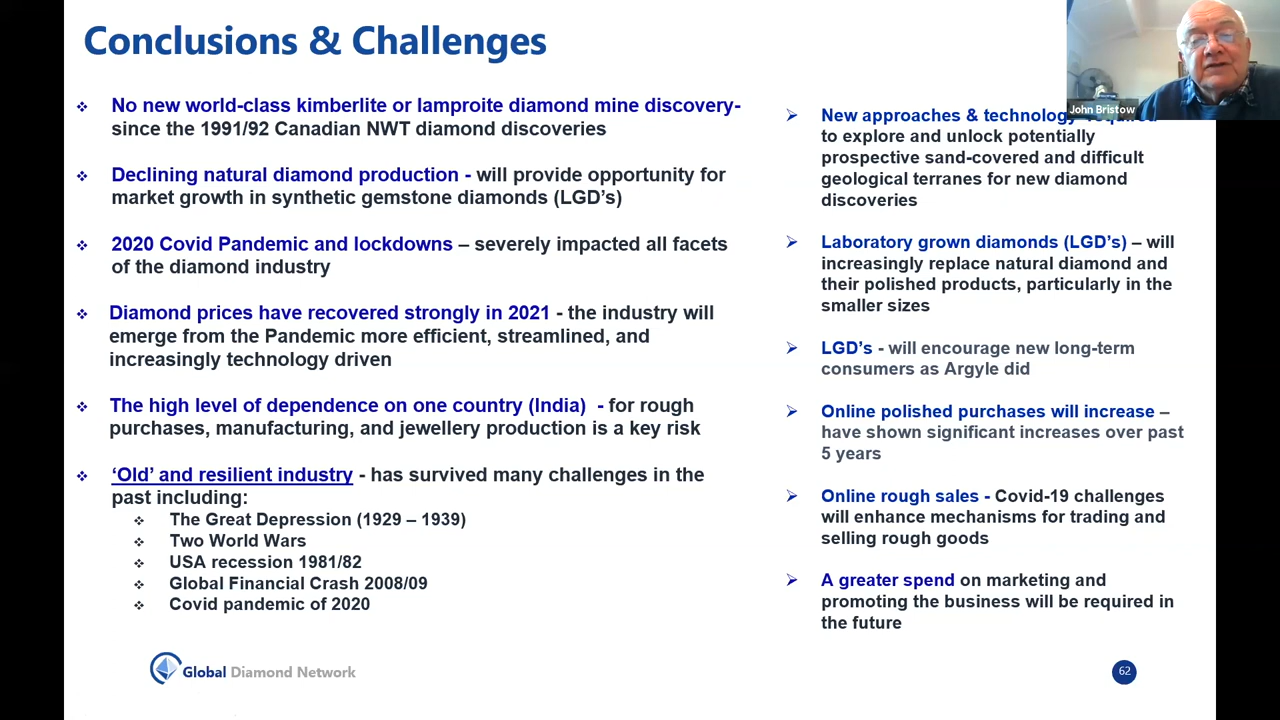 Conclusions & Challenges
John Bristow
❖ No new world-class kimberlite or lamproite diamond mine discovery-
since the 1991/92 Canadian NWT diamond discoveries
❖ Declining natural diamond production - will provide opportunity for
market growth in synthetic gemstone diamonds (LGD's)
❖ 2020 Covid Pandemic and lockdowns – severely impacted all facets
of the diamond industry
❖ Diamond prices have recovered strongly in 2021 - the industry will
emerge from the Pandemic more efficient, streamlined, and
increasingly technology driven
❖ The high level of dependence on one country (India) - for rough
purchases, manufacturing, and jewellery production is a key risk
❖ ‘Old’ and resilient industry - has survived many challenges in the
past including:
❖ The Great Depression (1929 – 1939)
❖ Two World Wars
❖ USA recession 1981/82
❖ Global Financial Crash 2008/09
❖ Covid pandemic of 2020
➢ New approaches & technology
to explore and unlock potentially
prospective sand-covered and difficult
geological terranes for new diamond
discoveries
➢ Laboratory grown diamonds (LGD's) – will
increasingly replace natural diamond and
their polished products, particularly in the
smaller sizes
➢ LGD's - will encourage new long-term
consumers as Argyle did
➢ Online polished purchases will increase –
have shown significant increases over past
5 years
➢ Online rough sales - Covid-19 challenges
will enhance mechanisms for trading and
selling rough goods
➢ A greater spend on marketing and
promoting the business will be required in
the future
Global Diamond Network
62